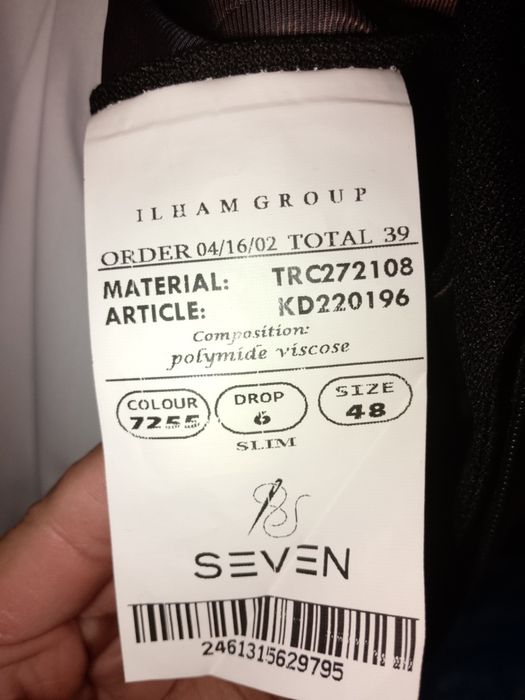 ILHAM GROUP
ORDER 04/16/02 TOTAL 39
MATERIAL: TRC272108
ARTICLE: KD220196
Composition:
polymide viscose
COLOUR DROP SIZE
7255 6 48
SLIM
SEVEN
2461315629795